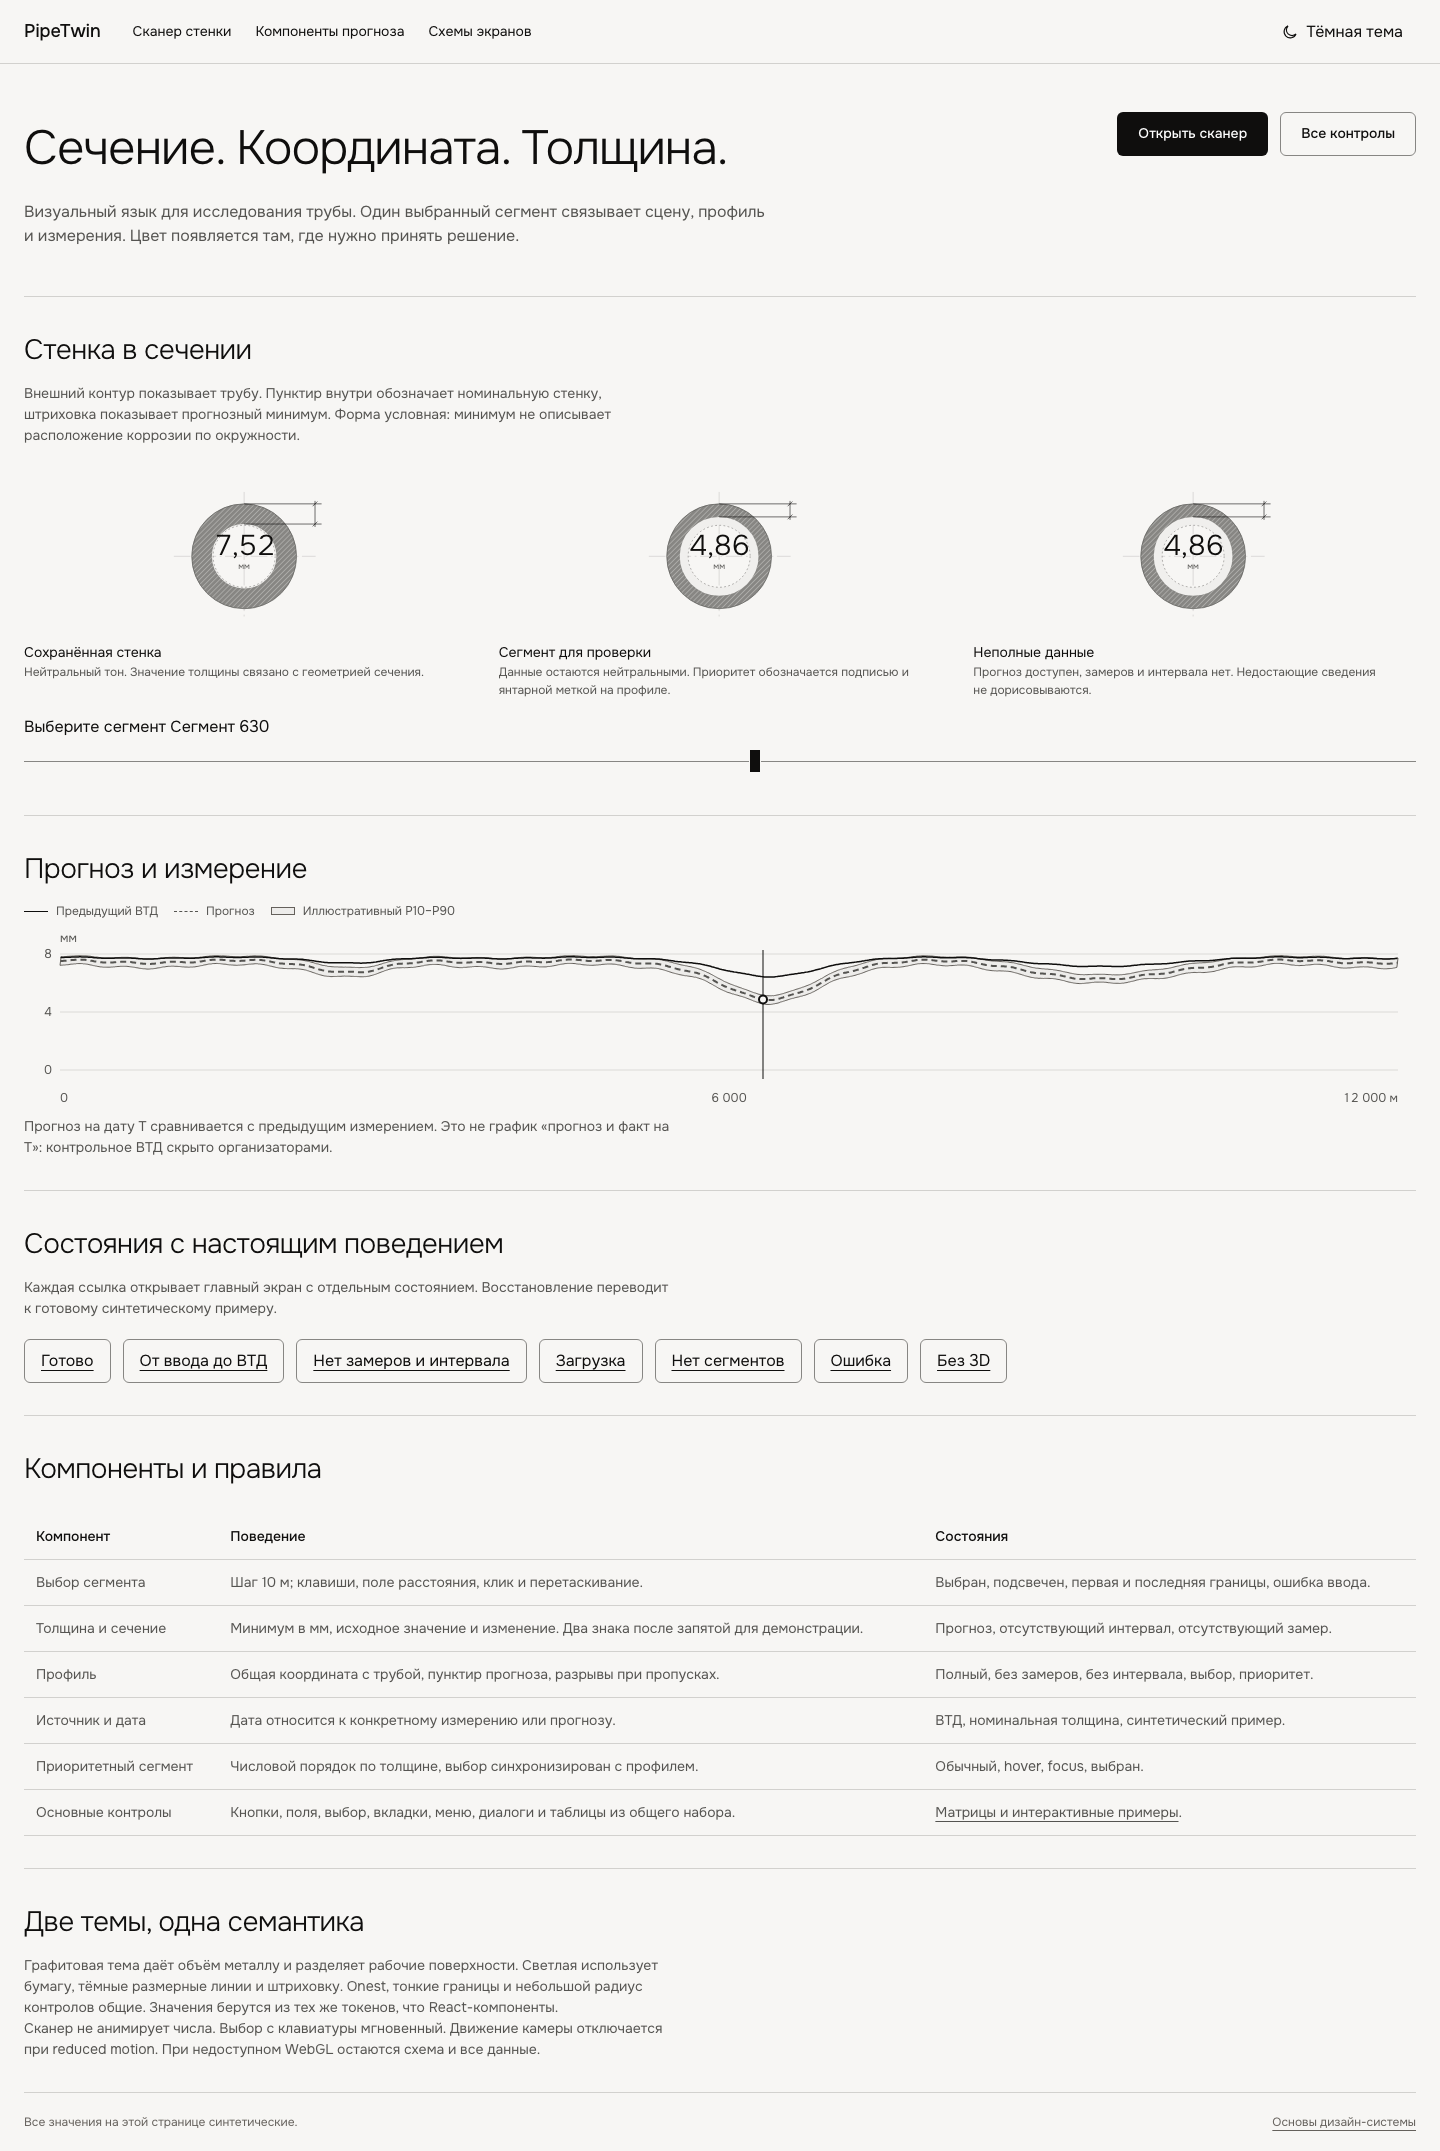 PipeTwin Сканер стенки Компоненты прогноза Схемы экранов Тёмная тема
Сечение. Координата. Толщина.
Открыть сканер Все контролы
Визуальный язык для исследования трубы. Один выбранный сегмент связывает сцену, профиль
и измерения. Цвет появляется там, где нужно принять решение.
Стенка в сечении
Внешний контур показывает трубу. Пунктир внутри обозначает номинальную стенку,
штриховка показывает прогнозный минимум. Форма условная: минимум не описывает
расположение коррозии по окружности.
7,52
мм
4,86
мм
4,86
мм
Сохранённая стенка
Нейтральный тон. Значение толщины связано с геометрией сечения.
Сегмент для проверки
Данные остаются нейтральными. Приоритет обозначается подписью и
янтарной меткой на профиле.
Неполные данные
Прогноз доступен, замеров и интервала нет. Недостающие сведения
не дорисовываются.
Выберите сегмент Сегмент 630
Прогноз и измерение
Предыдущий ВТД Прогноз Иллюстративный P10–P90
мм
8
4
0
0 6 000 12 000 м
Прогноз на дату Т сравнивается с предыдущим измерением. Это не график «прогноз и факт на
Т»: контрольное ВТД скрыто организаторами.
Состояния с настоящим поведением
Каждая ссылка открывает главный экран с отдельным состоянием. Восстановление переводит
к готовому синтетическому примеру.
Готово От ввода до ВТД Нет замеров и интервала Загрузка Нет сегментов Ошибка Без 3D
Компоненты и правила
Компонент Поведение Состояния
Выбор сегмента Шаг 10 м; клавиши, поле расстояния, клик и перетаскивание. Выбран, подсвечен, первая и последняя границы, ошибка ввода.
Толщина и сечение Минимум в мм, исходное значение и изменение. Два знака после запятой для демонстрации. Прогноз, отсутствующий интервал, отсутствующий замер.
Профиль Общая координата с трубой, пунктир прогноза, разрывы при пропусках. Полный, без замеров, без интервала, выбор, приоритет.
Источник и дата Дата относится к конкретному измерению или прогнозу. ВТД, номинальная толщина, синтетический пример.
Приоритетный сегмент Числовой порядок по толщине, выбор синхронизирован с профилем. Обычный, hover, focus, выбран.
Основные контролы Кнопки, поля, выбор, вкладки, меню, диалоги и таблицы из общего набора. Матрицы и интерактивные примеры.
Две темы, одна семантика
Графитовая тема даёт объём металлу и разделяет рабочие поверхности. Светлая использует
бумагу, тёмные размерные линии и штриховку. Onest, тонкие границы и небольшой радиус
контролов общие. Значения берутся из тех же токенов, что React-компоненты.
Сканер не анимирует числа. Выбор с клавиатуры мгновенный. Движение камеры отключается
при reduced motion. При недоступном WebGL остаются схема и все данные.
Все значения на этой странице синтетические. Основы дизайн-системы